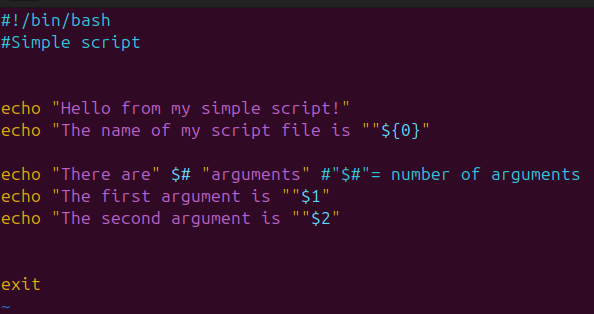 #!/bin/bash
#Simple script
echo "Hello from my simple script!"
echo "The name of my script file is ""${0}"
echo "There are" $# "arguments" #"$#"= number of arguments
echo "The first argument is ""$1"
echo "The second argument is ""$2"
exit
~